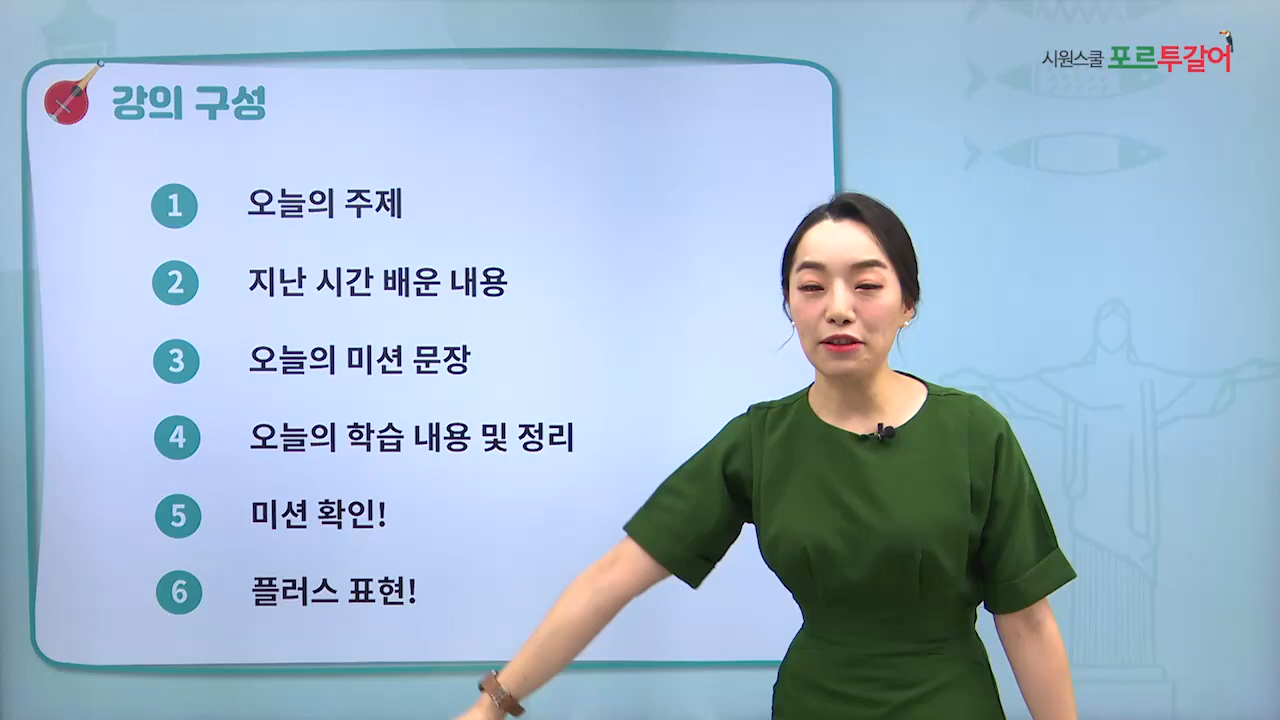 시원스쿨 포르투갈어
강의 구성
1 오늘의 주제
2 지난 시간 배운 내용
3 오늘의 미션 문장
4 오늘의 학습 내용 및 정리
5 미션 확인!
6 플러스 표현!